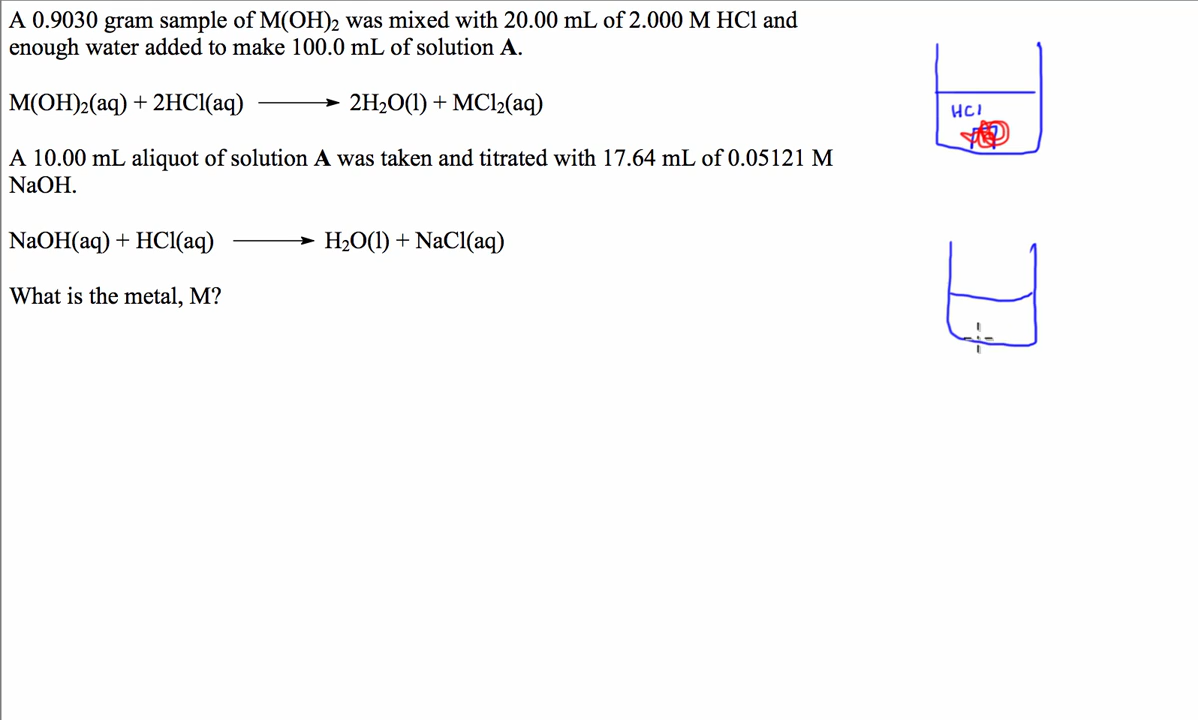 A 0.9030 gram sample of M(OH)₂ was mixed with 20.00 mL of 2.000 M HCl and
enough water added to make 100.0 mL of solution A.
M(OH)₂(aq) + 2HCl(aq) ⟶ 2H₂O(l) + MCl₂(aq)
HCl
A 10.00 mL aliquot of solution A was taken and titrated with 17.64 mL of 0.05121 M
NaOH.
NaOH(aq) + HCl(aq) ⟶ H₂O(l) + NaCl(aq)
What is the metal, M?